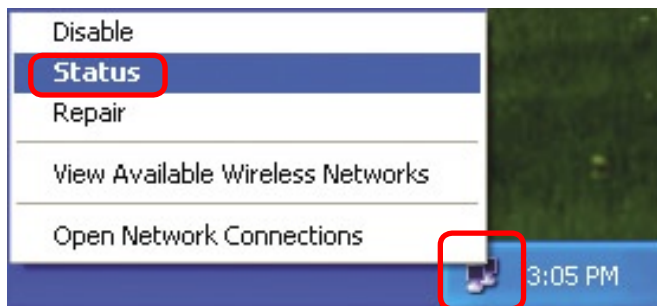 Disable
Status
Repair
View Available Wireless Networks
Open Network Connections
3:05 PM